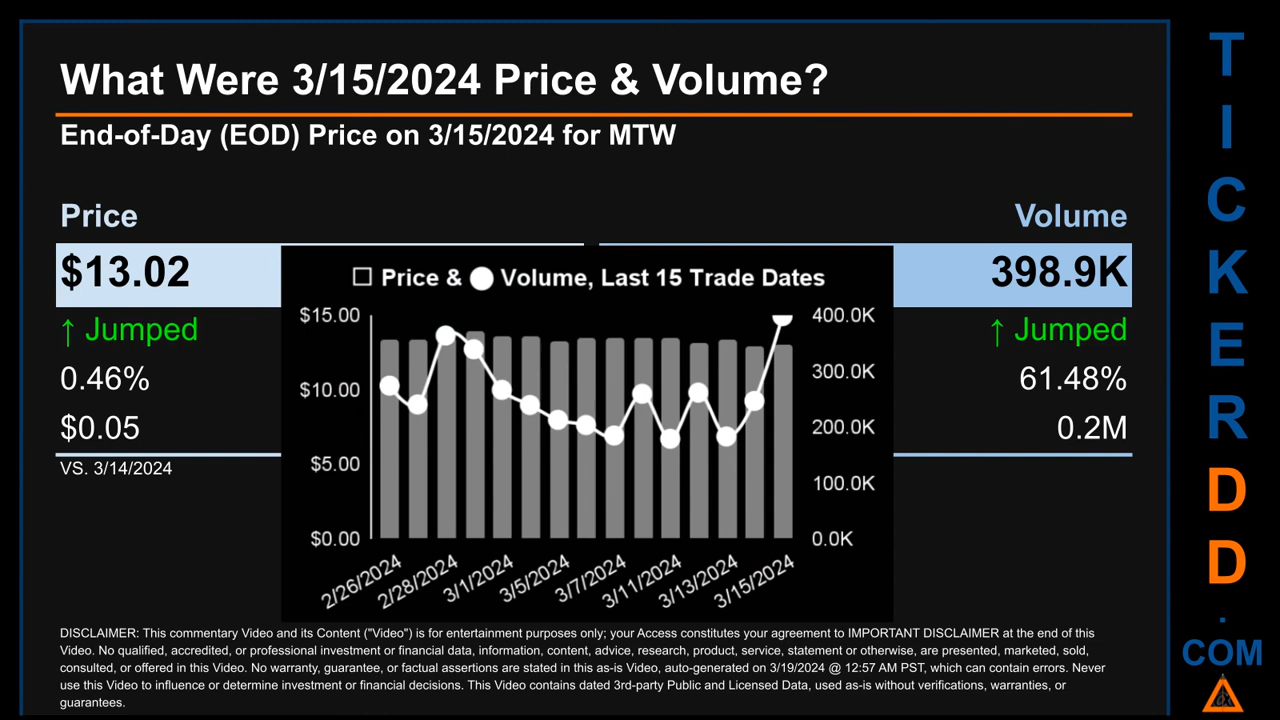 What Were 3/15/2024 Price & Volume?
End-of-Day (EOD) Price on 3/15/2024 for MTW
Price
Volume
$13.02
398.9K
↑ Jumped
↑ Jumped
0.46%
61.48%
$0.05
0.2M
VS. 3/14/2024
Price & Volume, Last 15 Trade Dates
$15.00
$10.00
$5.00
$0.00
400.0K
300.0K
200.0K
100.0K
0.0K
2/26/2024
2/28/2024
3/1/2024
3/5/2024
3/7/2024
3/11/2024
3/13/2024
3/15/2024
DISCLAIMER: This commentary Video and its Content ("Video") is for entertainment purposes only; your Access constitutes your agreement to IMPORTANT DISCLAIMER at the end of this
Video. No qualified, accredited, or professional investment or financial data, information, content, advice, research, product, service, statement or otherwise, are presented, marketed, sold,
consulted, or offered in this Video. No warranty, guarantee, or factual assertions are stated in this as-is Video, auto-generated on 3/19/2024 @ 12:57 AM PST, which can contain errors. Never
use this Video to influence or determine investment or financial decisions. This Video contains dated 3rd-party Public and Licensed Data, used as-is without verifications, warranties, or
guarantees.
T
I
C
K
E
R
D
D
.
COM